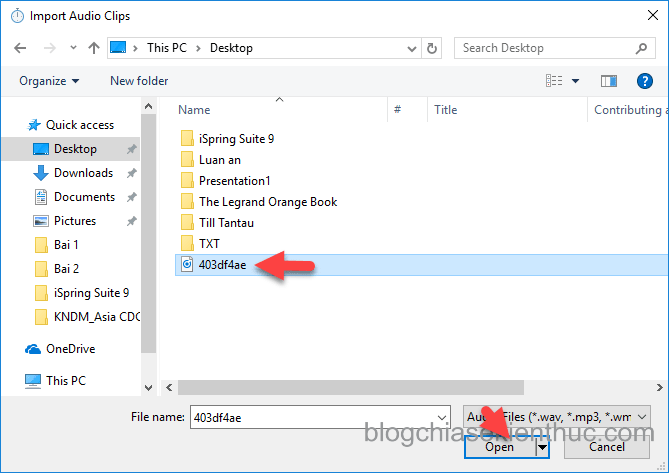 Import Audio Clips
This PC > Desktop
Search Desktop
Organize
New folder
Name
#
Title
Contributing a
Quick access
Desktop
Downloads
Documents
Pictures
Bai 1
Bai 2
iSpring Suite 9
KNDM_Asia CDC
OneDrive
This PC
iSpring Suite 9
Luan an
Presentation1
The Legrand Orange Book
Till Tantau
TXT
403df4ae
File name:
403df4ae
Files (*.wav, *.mp3, *.wm
blogchiasekienthuc.com
Open
Cancel